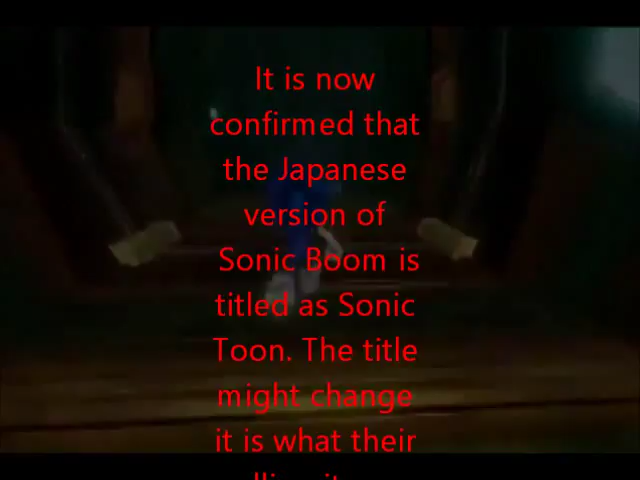 It is now
confirmed that
the Japanese
version of
Sonic Boom is
titled as Sonic
Toon. The title
might change
it is what their